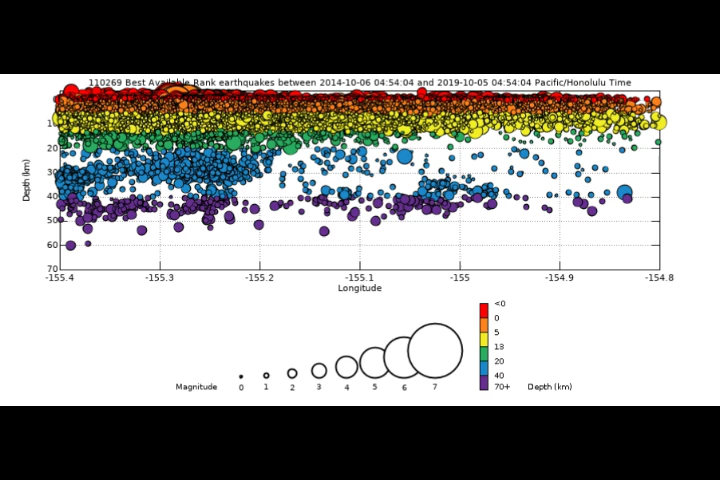 110269 Best Available Rank earthquakes between 2014-10-06 04:54:04 and 2019-10-05 04:54:04 Pacific/Honolulu Time
Depth (km)
10
20
30
40
50
60
70
-155.4 -155.3 -155.2 -155.1 -155 -154.9 -154.8
Longitude
<0
0
5
13
20
40
70+
Depth (km)
Magnitude 0 1 2 3 4 5 6 7